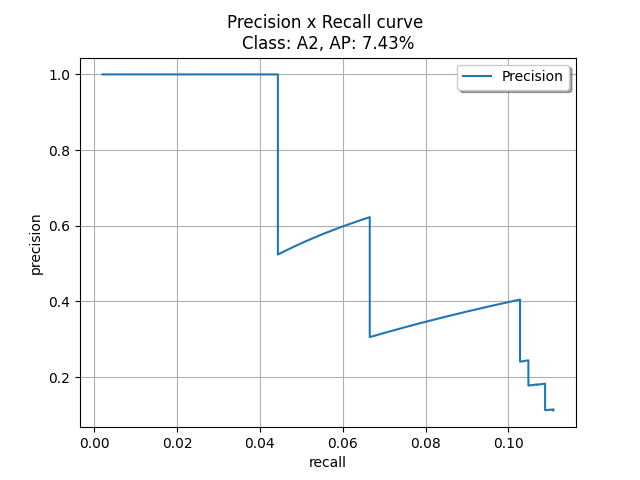 Precision x Recall curve
Class: A2, AP: 7.43%
Precision
1.0
0.8
0.6
0.4
0.2
precision
0.00 0.02 0.04 0.06 0.08 0.10
recall